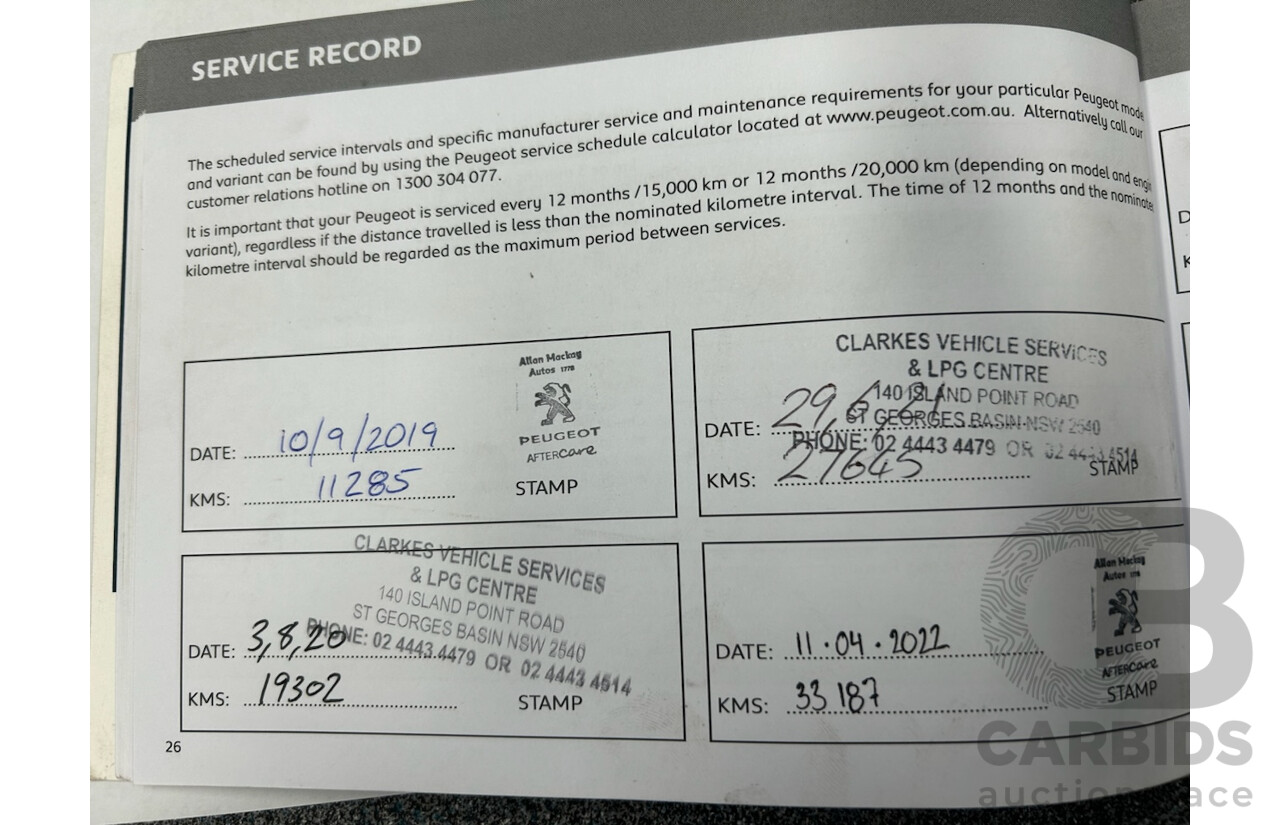 SERVICE RECORD
The scheduled service intervals and specific manufacturer service and maintenance requirements for your particular Peugeot mode
and variant can be found by using the Peugeot service schedule calculator located at www.peugeot.com.au. Alternatively call our
customer relations hotline on 1300 304 077.
It is important that your Peugeot is serviced every 12 months /15,000 km or 12 months /20,000 km (depending on model and engi
variant), regardless if the distance travelled is less than the nominated kilometre interval. The time of 12 months and the nominate
kilometre interval should be regarded as the maximum period between services.
Allan Mackay
Autos
PEUGEOT
AFTERcare
DATE: 10/9/2019
KMS: 11285
STAMP
CLARKES VEHICLE SERVICES
& LPG CENTRE
140 ISLAND POINT ROAD
ST GEORGES BASIN NSW 2540
PHONE: 02 4443 4479 OR 02 4443 4514
DATE: 29,6,21
KMS: 27645
STAMP
CLARKES VEHICLE SERVICES
& LPG CENTRE
140 ISLAND POINT ROAD
ST GEORGES BASIN NSW 2540
PHONE: 02 4443 4479 OR 02 4443 4514
DATE: 3,8,20
KMS: 19302
STAMP
Allan Mackay
Autos
PEUGEOT
AFTERcare
DATE: 11.04.2022
KMS: 33 187
STAMP
26
D
K
CARBIDS